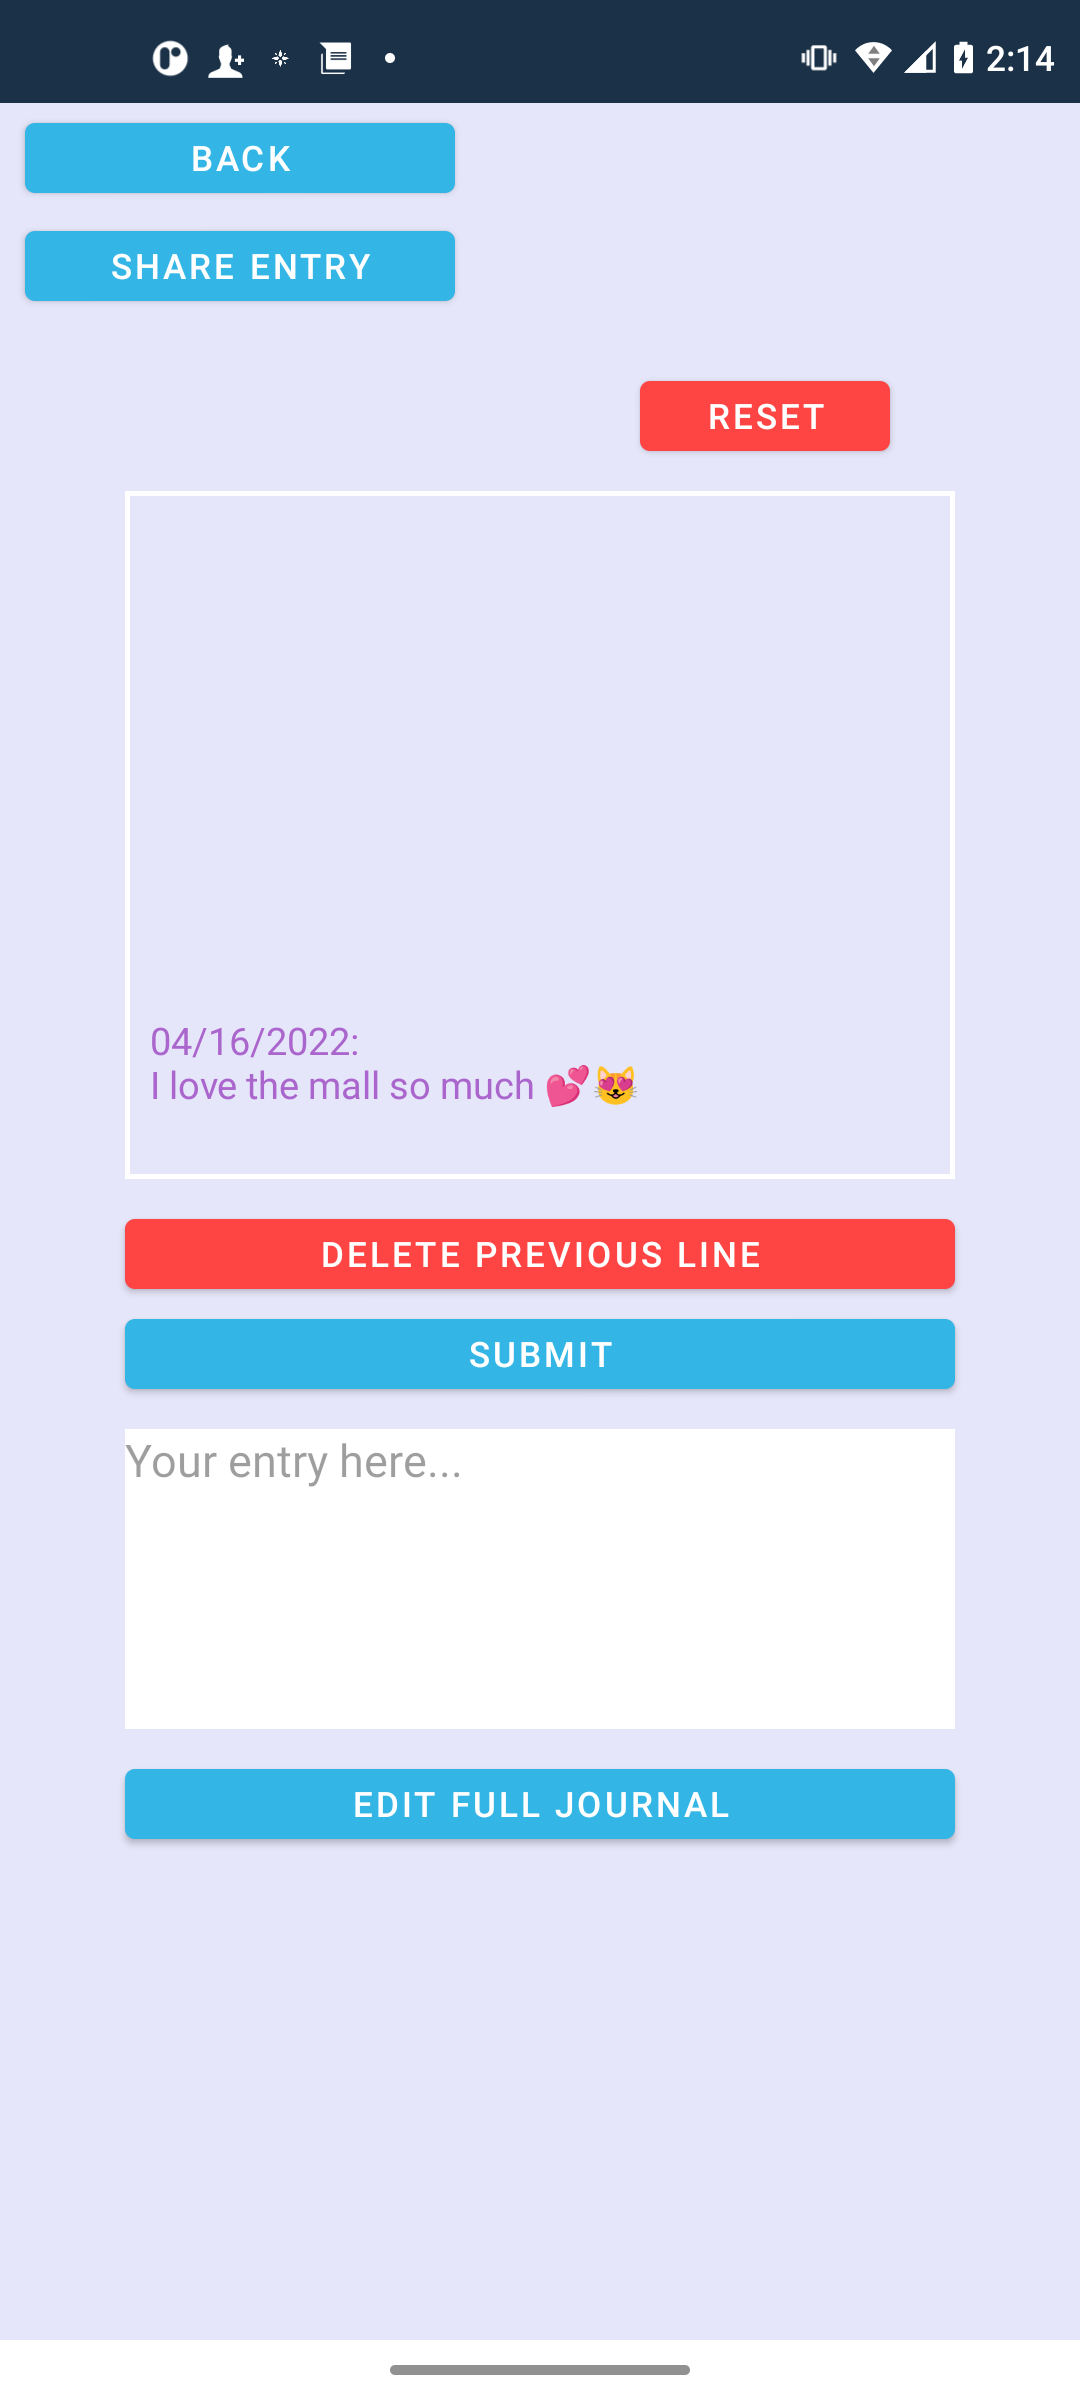 2:14
BACK
SHARE ENTRY
RESET
04/16/2022:
I love the mall so much 💕😻
DELETE PREVIOUS LINE
SUBMIT
Your entry here...
EDIT FULL JOURNAL